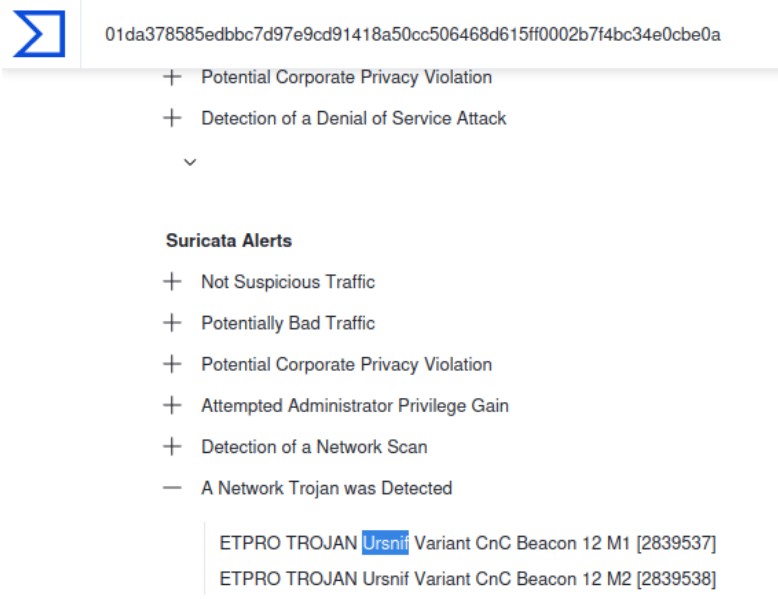 01da378585edbbc7d97e9cd91418a50cc506468d615ff0002b7f4bc34e0cbe0a
Potential Corporate Privacy Violation
Detection of a Denial of Service Attack
Suricata Alerts
Not Suspicious Traffic
Potentially Bad Traffic
Potential Corporate Privacy Violation
Attempted Administrator Privilege Gain
Detection of a Network Scan
A Network Trojan was Detected
ETPRO TROJAN Ursnif Variant CnC Beacon 12 M1 [2839537]
ETPRO TROJAN Ursnif Variant CnC Beacon 12 M2 [2839538]